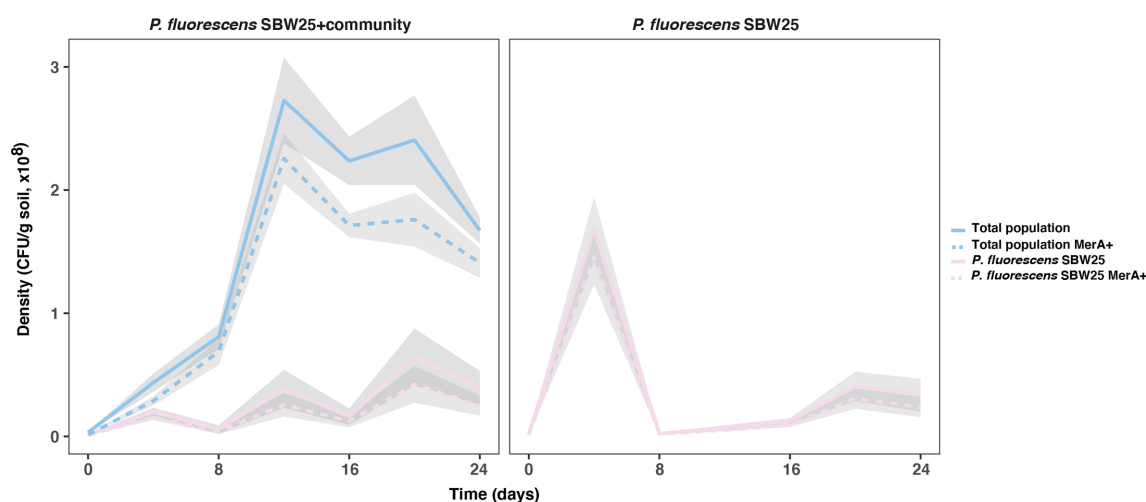 P. fluorescens SBW25+community
P. fluorescens SBW25
Density (CFU/g soil, x10⁸)
3
2
1
0
0
8
16
24
0
8
16
24
Time (days)
Total population
Total population MerA+
P. fluorescens SBW25
P. fluorescens SBW25 MerA+